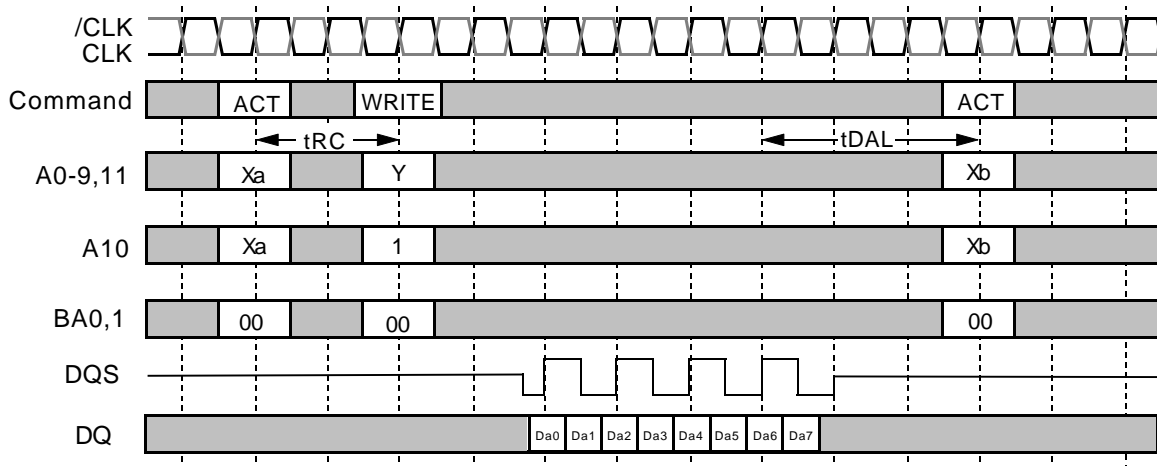 /CLK
CLK
Command ACT WRITE ACT
tRC tDAL
A0-9,11 Xa Y Xb
A10 Xa 1 Xb
BA0,1 00 00 00
DQS
DQ Da0 Da1 Da2 Da3 Da4 Da5 Da6 Da7